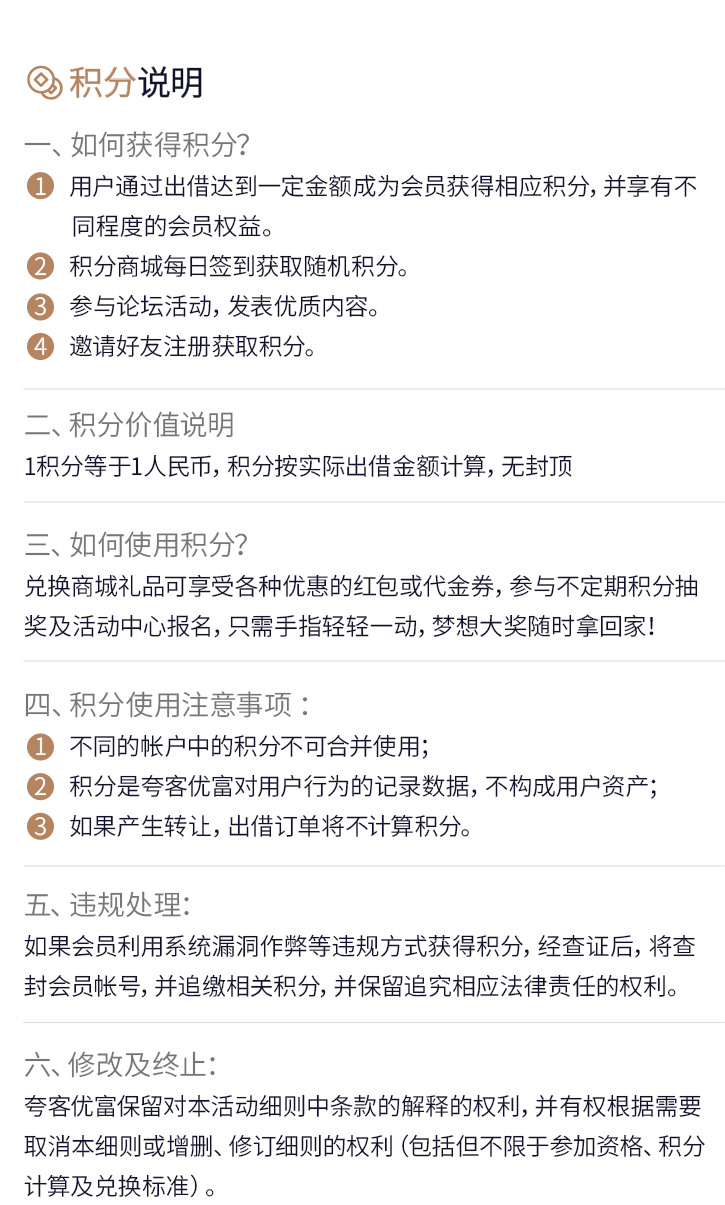 积分说明
一、如何获得积分？
1 用户通过出借达到一定金额成为会员获得相应积分，并享有不
同程度的会员权益。
2 积分商城每日签到获取随机积分。
3 参与论坛活动，发表优质内容。
4 邀请好友注册获取积分。
二、积分价值说明
1积分等于1人民币，积分按实际出借金额计算，无封顶
三、如何使用积分？
兑换商城礼品可享受各种优惠的红包或代金券，参与不定期积分抽
奖及活动中心报名，只需手指轻轻一动，梦想大奖随时拿回家！
四、积分使用注意事项：
1 不同的帐户中的积分不可合并使用；
2 积分是夸客优富对用户行为的记录数据，不构成用户资产；
3 如果产生转让，出借订单将不计算积分。
五、违规处理：
如果会员利用系统漏洞作弊等违规方式获得积分，经查证后，将查
封会员帐号，并追缴相关积分，并保留追究相应法律责任的权利。
六、修改及终止：
夸客优富保留对本活动细则中条款的解释的权利，并有权根据需要
取消本细则或增删、修订细则的权利（包括但不限于参加资格、积分
计算及兑换标准）。